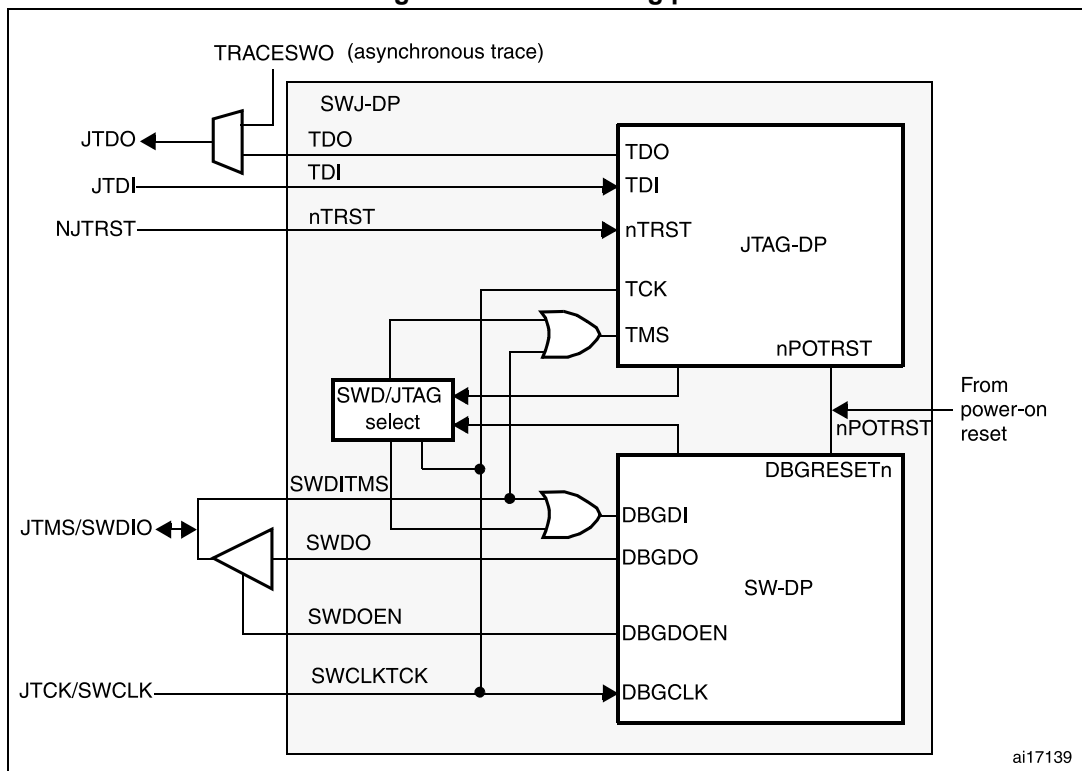 TRACESWO (asynchronous trace)
SWJ-DP
JTDO
TDO
TDO
JTDI
TDI
TDI
NJTRST
nTRST
nTRST
JTAG-DP
TCK
TMS
nPOTRST
SWD/JTAG
select
From
power-on
reset
nPOTRST
DBGRESETn
SWDITMS
JTMS/SWDIO
DBGDI
SWDO
DBGDO
SW-DP
SWDOEN
DBGDOEN
JTCK/SWCLK
SWCLKTCK
DBGCLK
ai17139